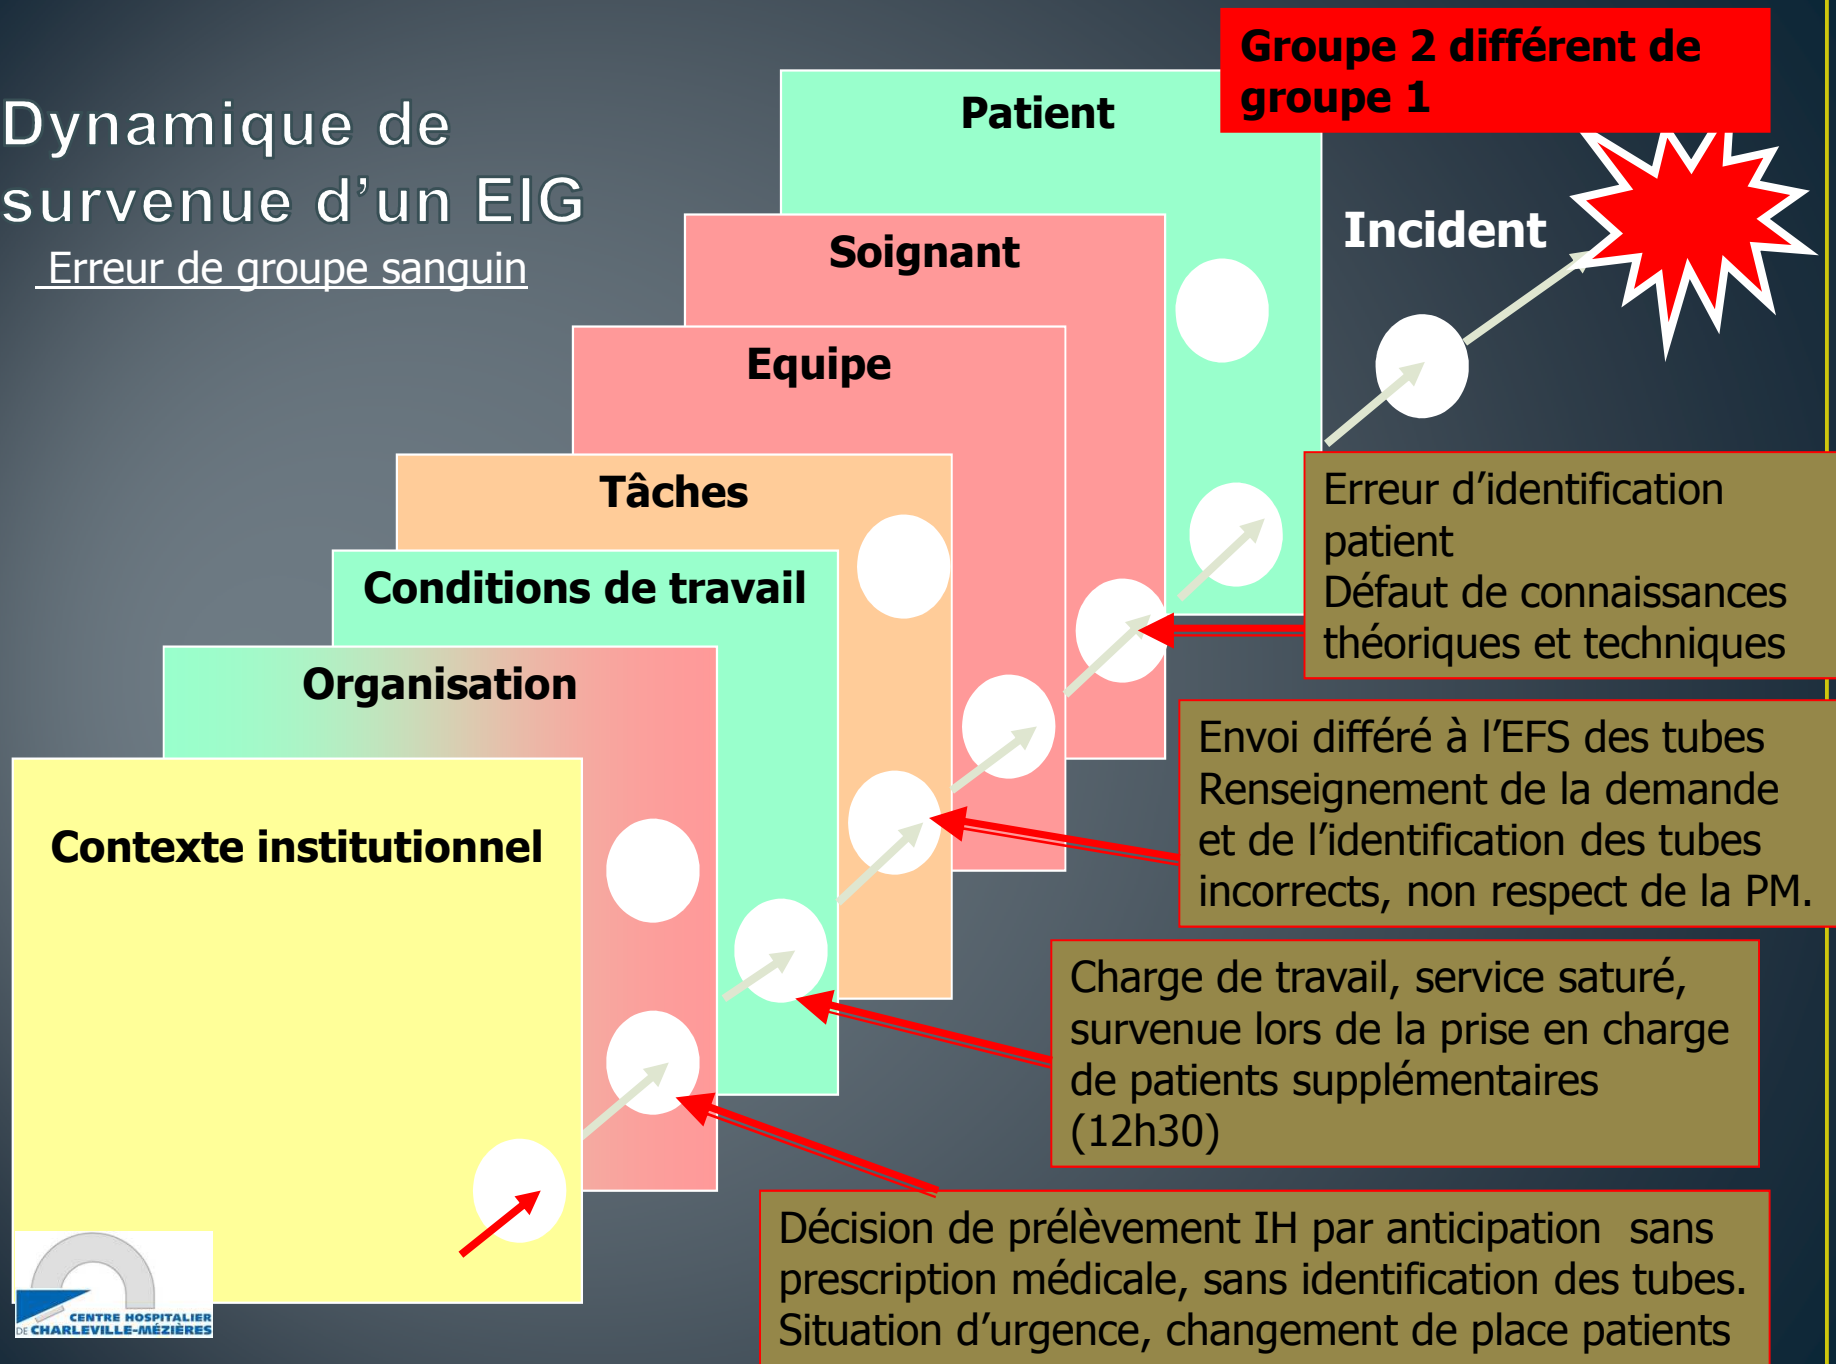 Dynamique de
survenue d’un EIG
Erreur de groupe sanguin
Groupe 2 différent de
groupe 1
Patient
Incident
Soignant
Equipe
Tâches
Conditions de travail
Organisation
Contexte institutionnel
Erreur d’identification
patient
Défaut de connaissances
théoriques et techniques
Envoi différé à l’EFS des tubes
Renseignement de la demande
et de l’identification des tubes
incorrects, non respect de la PM.
Charge de travail, service saturé,
survenue lors de la prise en charge
de patients supplémentaires
(12h30)
Décision de prélèvement IH par anticipation sans
prescription médicale, sans identification des tubes.
Situation d’urgence, changement de place patients
CENTRE HOSPITALIER
DE CHARLEVILLE-MÉZIÈRES